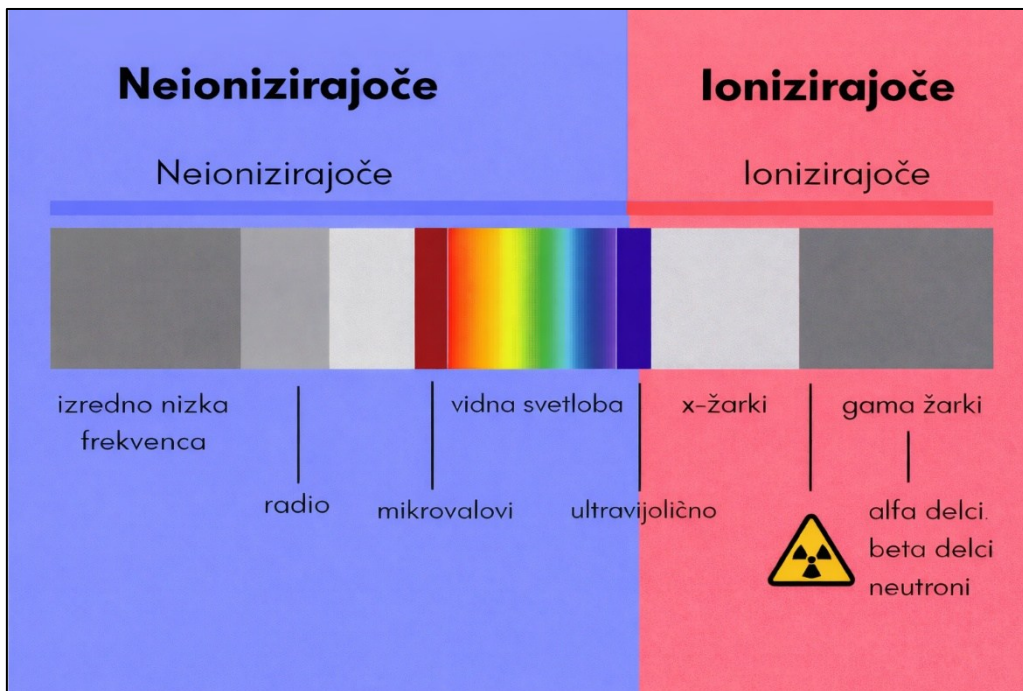 Neionizirajoče
Ionizirajoče
Neionizirajoče
Ionizirajoče
izredno nizka
frekvenca
vidna svetloba
x-žarki
gama žarki
radio
mikrovalovi
ultravijolično
alfa delci.
beta delci
neutroni